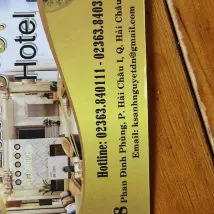 Hotel
Hotline: 02363.840111 - 02363.8403
8 Phan Đình Phùng, P. Hải Châu I, Q. Hải Châu
Email: ksanhnguyetdn@gmail.com